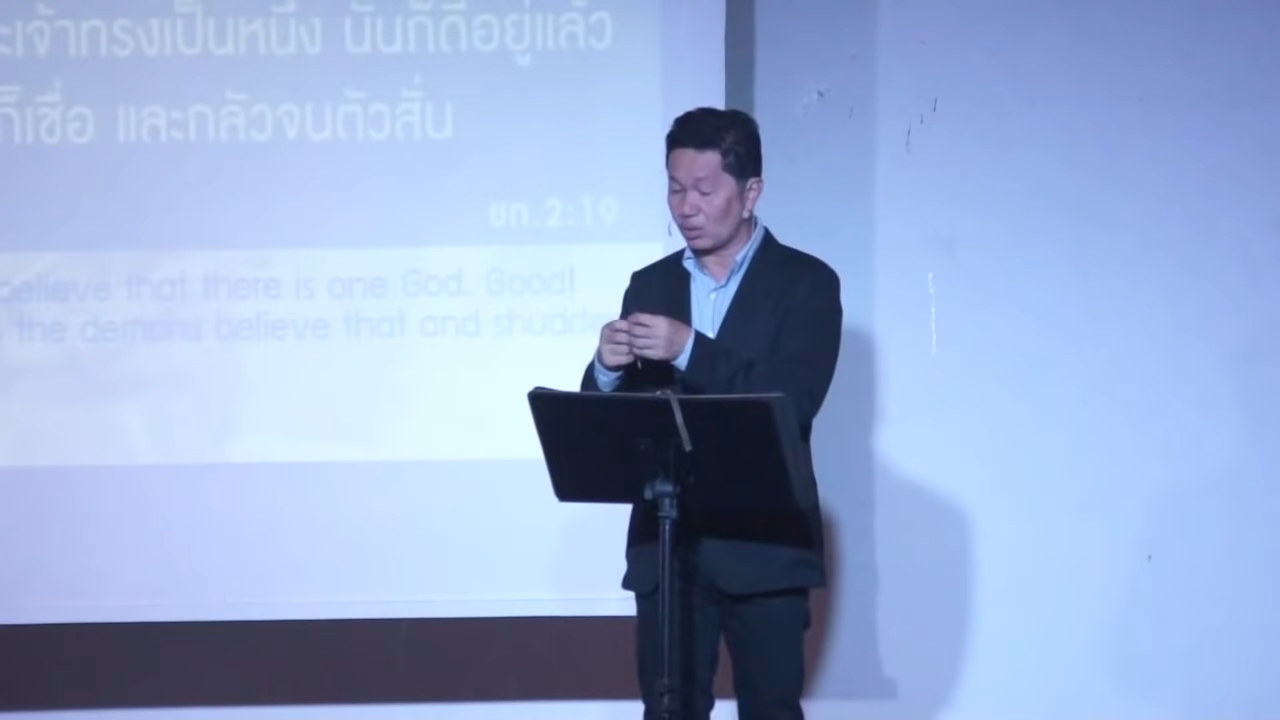 ะเจ้าทรงเป็นหนึ่ง นั่นก็ดีอยู่แล้ว
ก็เชื่อ และกลัวจนตัวสั่น
ยก.2:19
believe that there is one God. Good!
the demons believe that and shudde